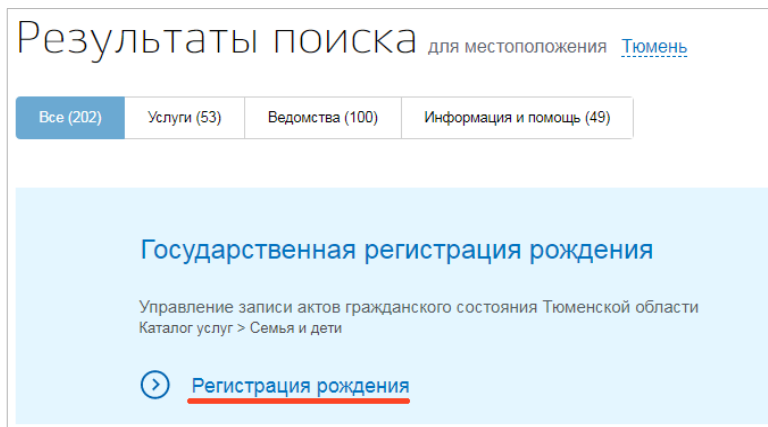 Результаты поиска для местоположения Тюмень
Все (202) Услуги (53) Ведомства (100) Информация и помощь (49)
Государственная регистрация рождения
Управление записи актов гражданского состояния Тюменской области
Каталог услуг > Семья и дети
Регистрация рождения